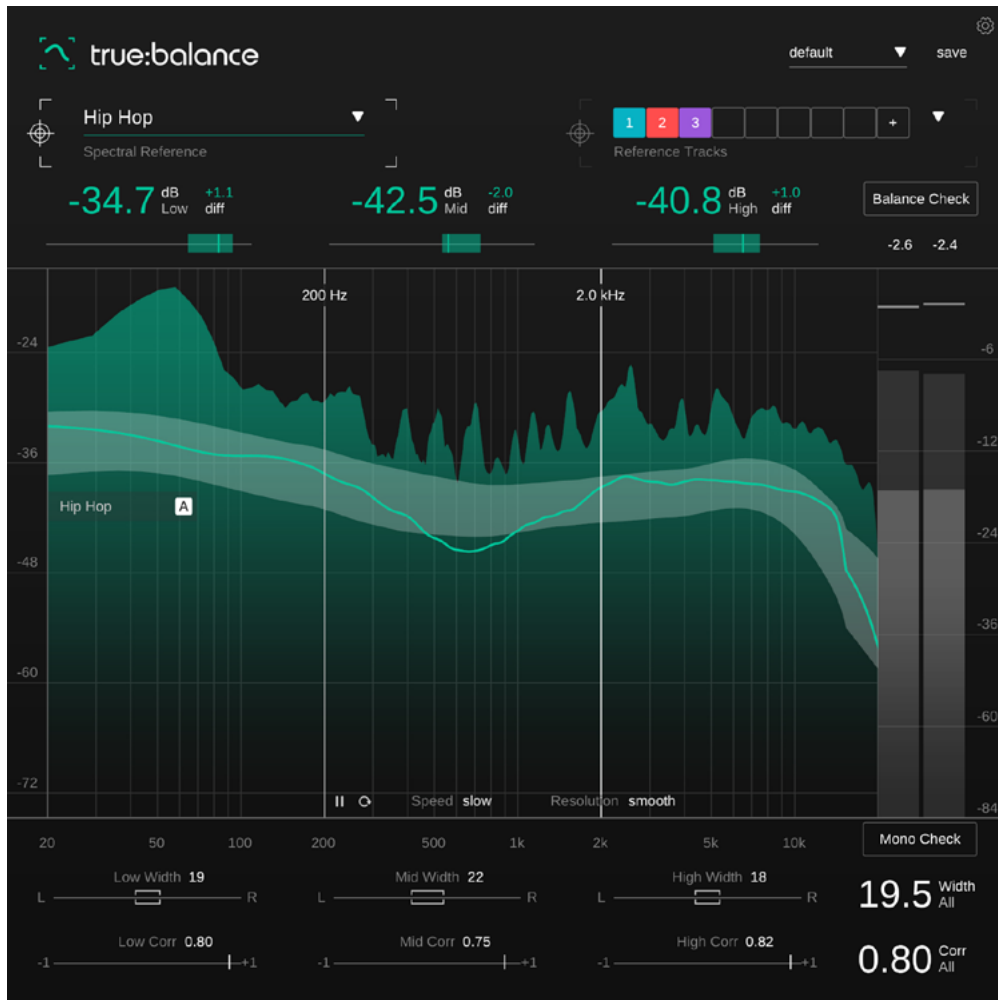 true:balance
default
save
Hip Hop
Spectral Reference
1 2 3 +
Reference Tracks
-34.7 dB Low +1.1 diff
-42.5 dB Mid -2.0 diff
-40.8 dB High +1.0 diff
Balance Check
-2.6 -2.4
200 Hz
2.0 kHz
-24
-36
-48
-60
-72
-6
-12
-24
-36
-60
-84
Hip Hop A
Speed slow
Resolution smooth
20 50 100 200 500 1k 2k 5k 10k
Mono Check
Low Width 19
L R
Mid Width 22
L R
High Width 18
L R
19.5 Width All
Low Corr 0.80
-1 +1
Mid Corr 0.75
-1 +1
High Corr 0.82
-1 +1
0.80 Corr All